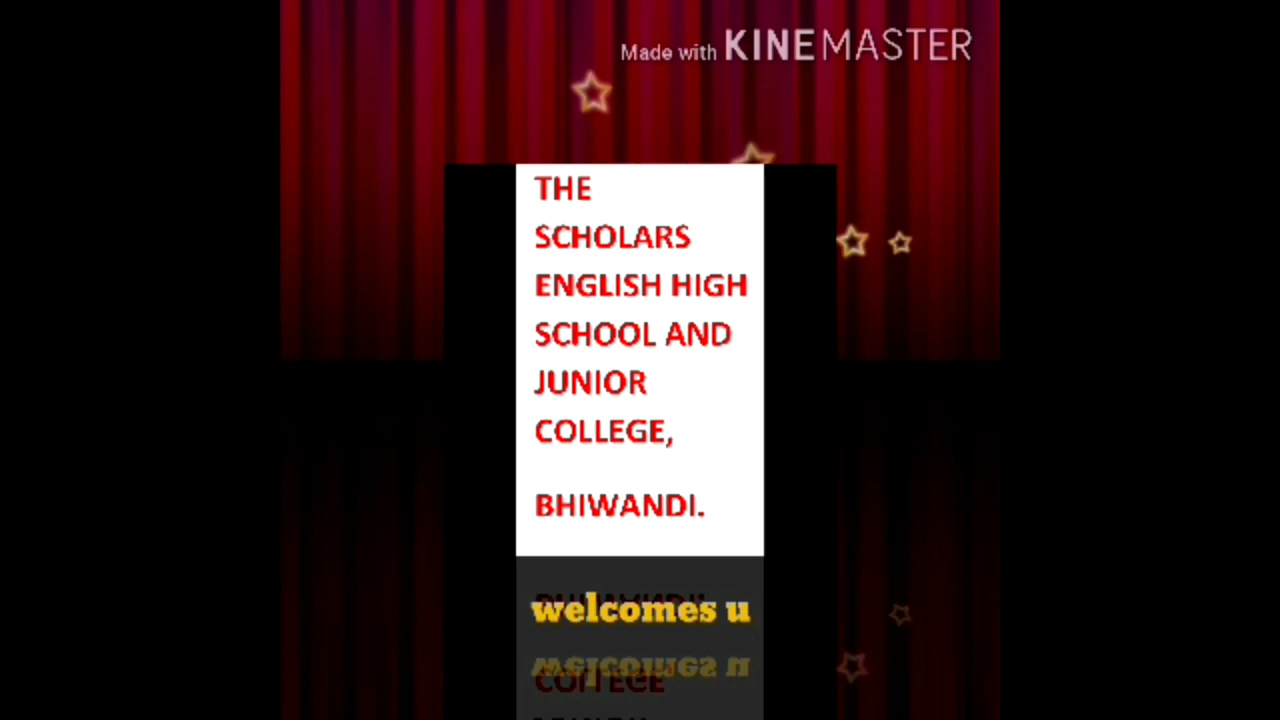 Made with KINEMASTER
THE
SCHOLARS
ENGLISH HIGH
SCHOOL AND
JUNIOR
COLLEGE,
BHIWANDI.
welcomes u